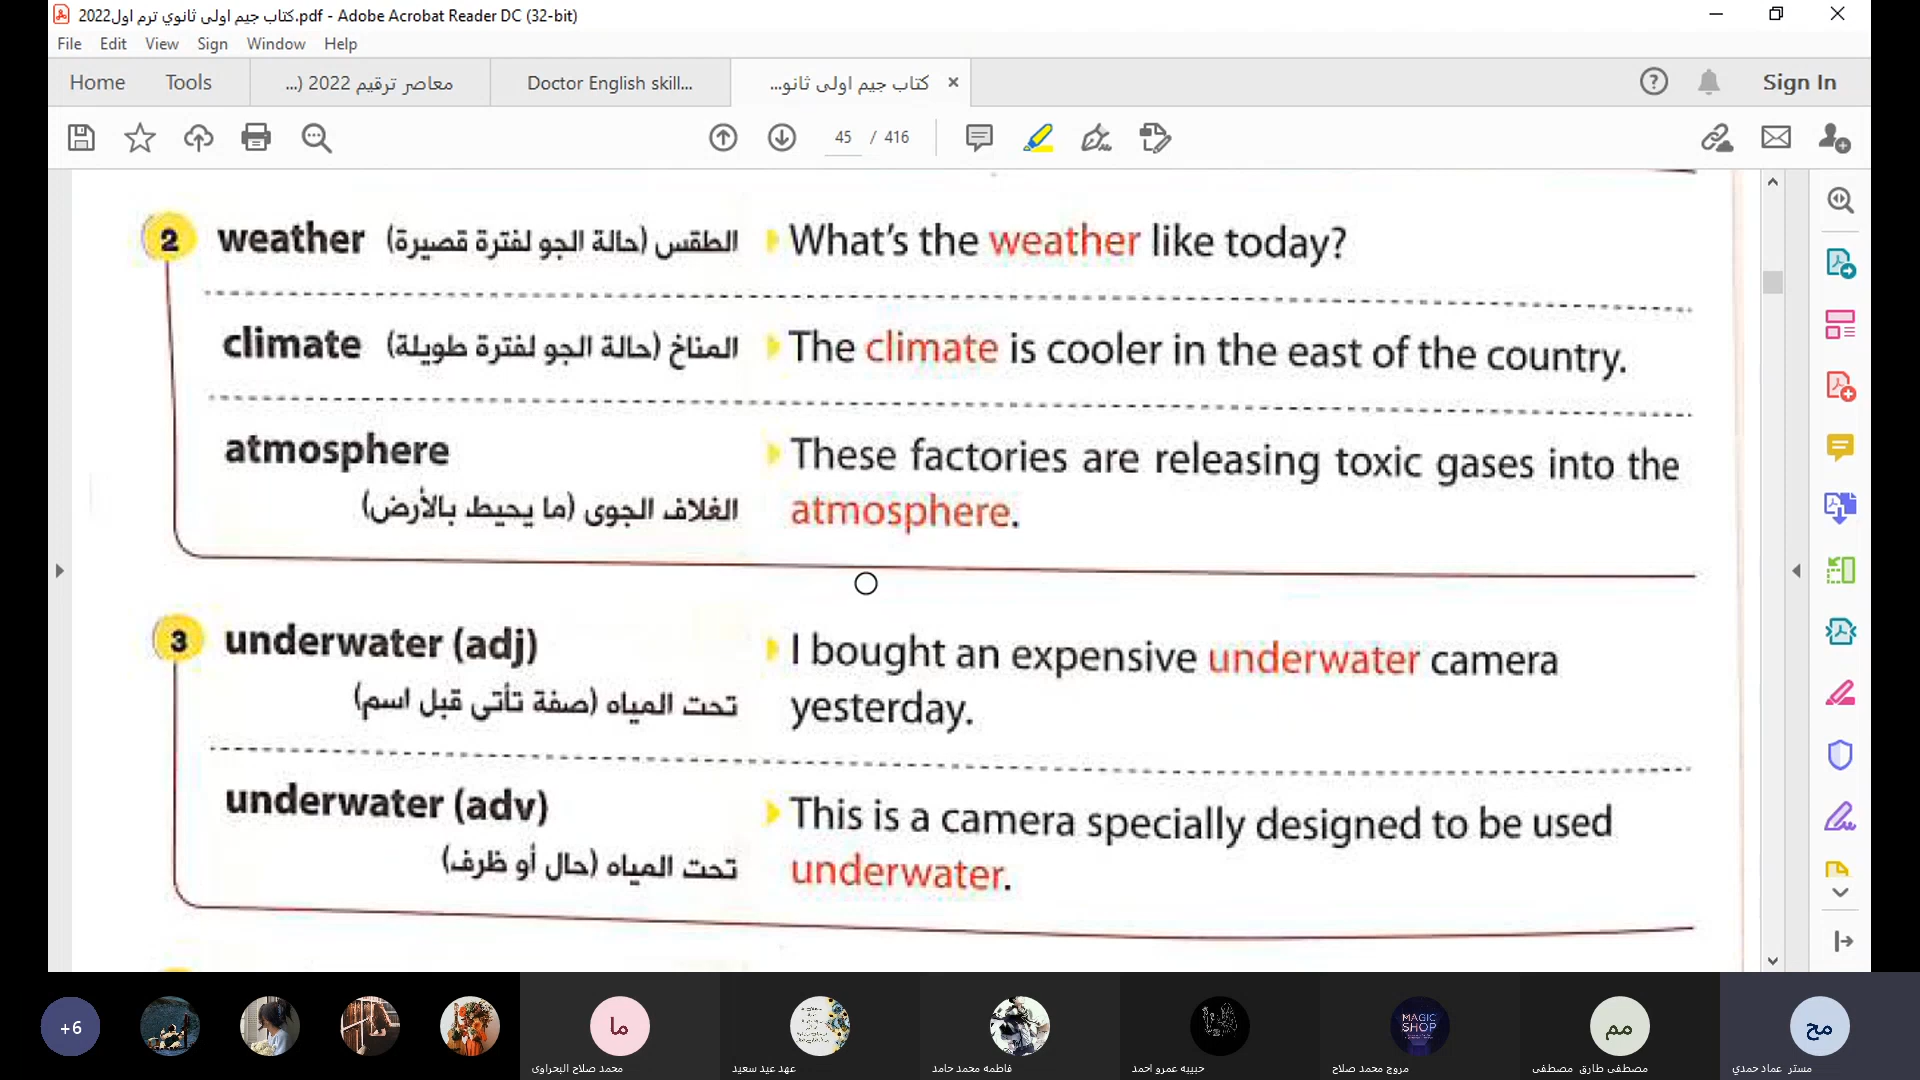 كتاب جيم اولى ثانوي ترم اول2022.pdf - Adobe Acrobat Reader DC (32-bit)
File Edit View Sign Window Help
Home Tools معاصر ترقيم 2022 (... Doctor English skill... كتاب جيم اولى ثانو... Sign In
45 / 416
2 weather الطقس (حالة الجو لفترة قصيرة) What's the weather like today?
climate المناخ (حالة الجو لفترة طويلة) The climate is cooler in the east of the country.
atmosphere These factories are releasing toxic gases into the
الغلاف الجوى (ما يحيط بالأرض) atmosphere.
3 underwater (adj) I bought an expensive underwater camera
تحت المياه (صفة تأتى قبل اسم) yesterday.
underwater (adv) This is a camera specially designed to be used
تحت المياه (حال أو ظرف) underwater.
+6 ما MAGIC SHOP مم مح
محمد صلاح البحراوى عهد عيد سعيد فاطمه محمد حامد حبيبه عمرو احمد مروج محمد صلاح مصطفى طارق مصطفى مستر عماد حمدي